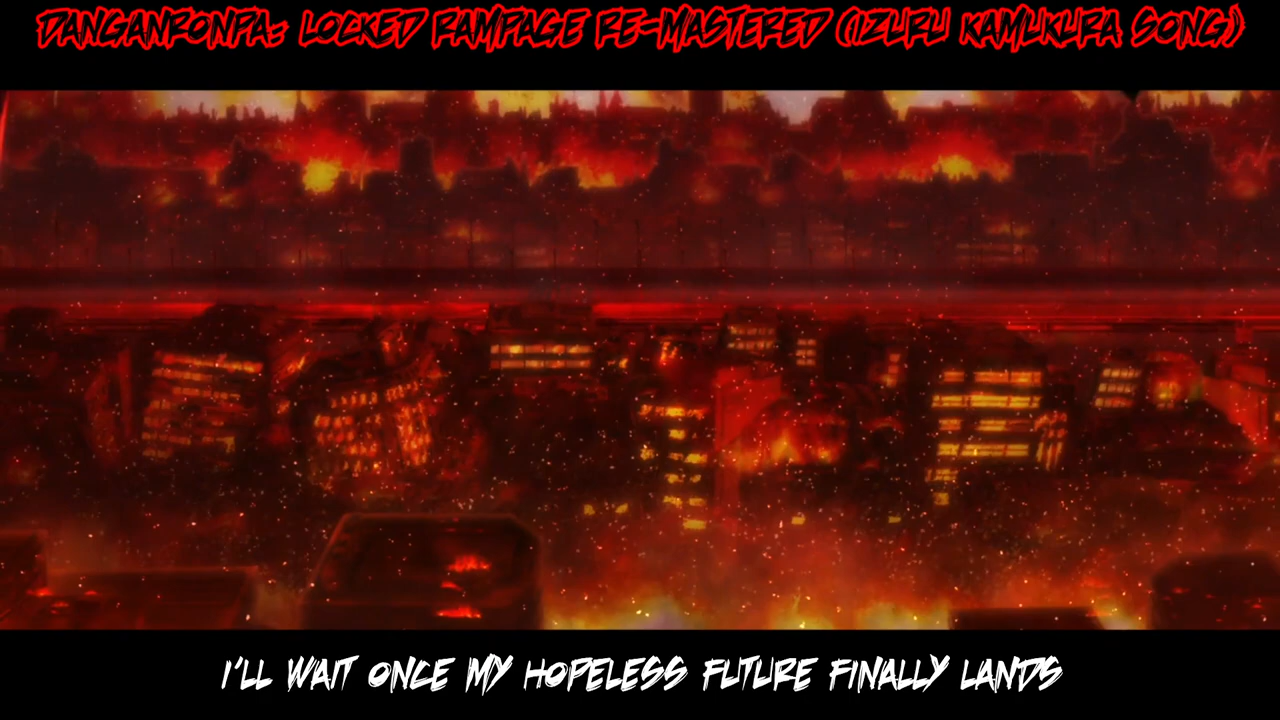 DANGANRONPA: LOCKED RAMPAGE RE-MASTERED (IZURU KAMUKURA SONG)
I'LL WAIT ONCE MY HOPELESS FUTURE FINALLY LANDS